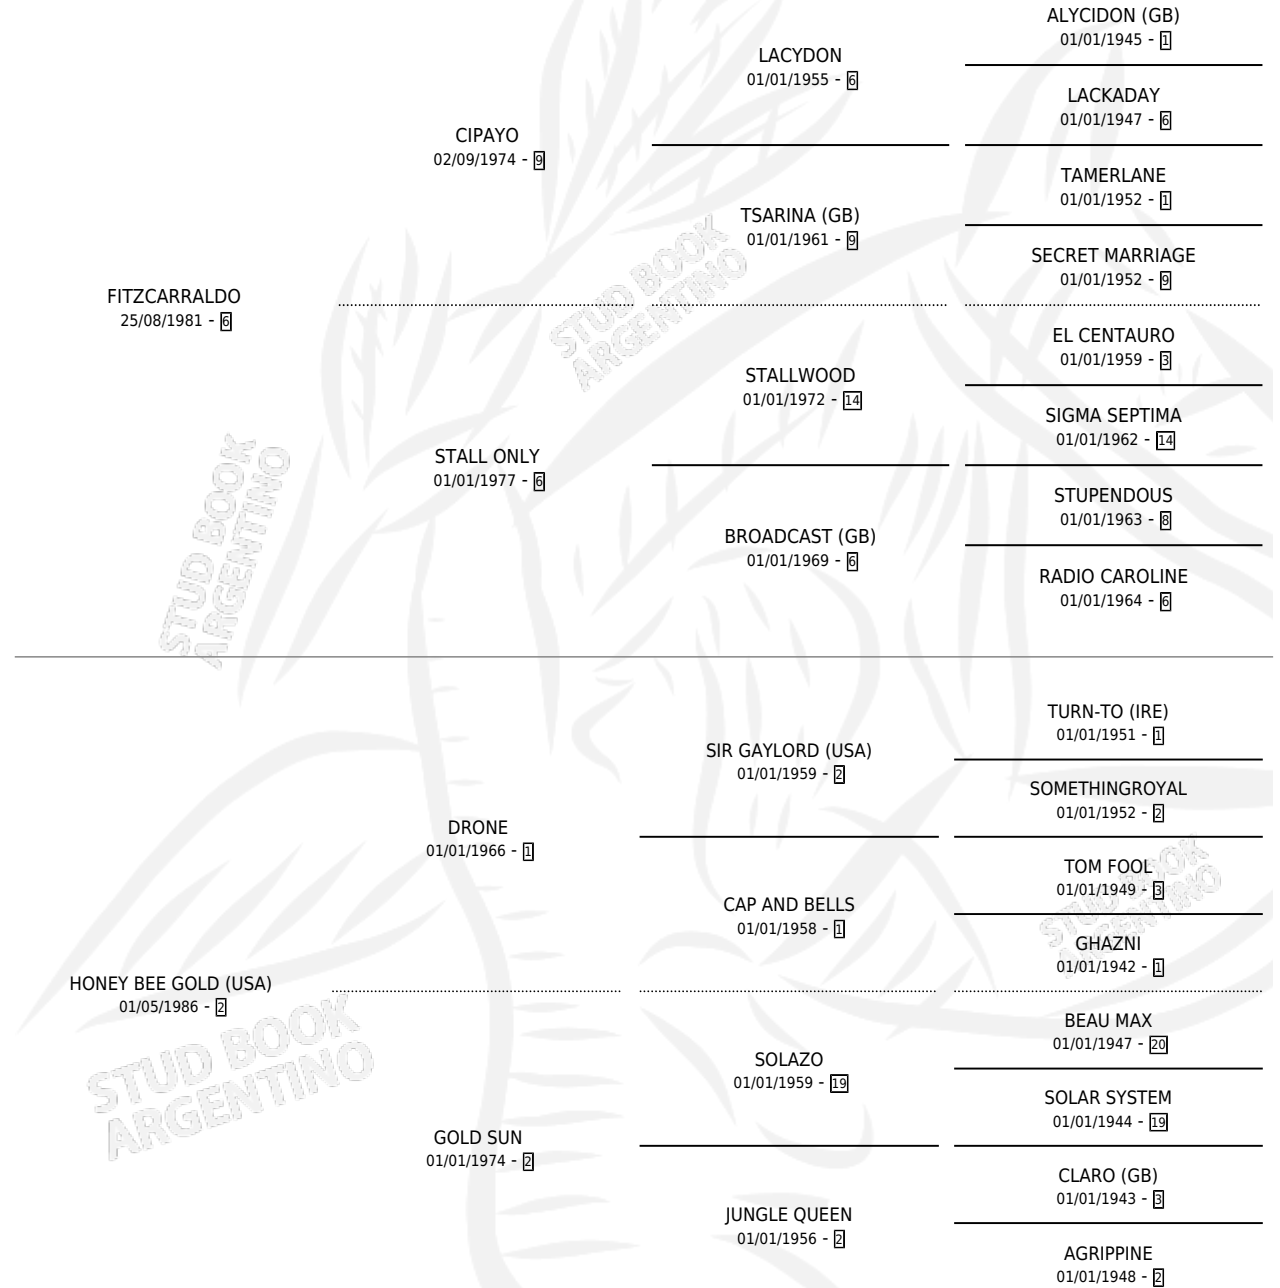 ALYCIDON (GB)
01/01/1945 - 1
LACYDON
01/01/1955 - 6
LACKADAY
01/01/1947 - 6
CIPAYO
02/09/1974 - 9
TAMERLANE
01/01/1952 - 1
TSARINA (GB)
01/01/1961 - 9
SECRET MARRIAGE
01/01/1952 - 9
FITZCARRALDO
25/08/1981 - 6
STUD BOOK
ARGENTINO
EL CENTAURO
01/01/1959 - 3
STALLWOOD
01/01/1972 - 14
SIGMA SEPTIMA
01/01/1962 - 14
STALL ONLY
01/01/1977 - 6
STUPENDOUS
01/01/1963 - 8
BROADCAST (GB)
01/01/1969 - 6
RADIO CAROLINE
01/01/1964 - 6
STUD BOOK
ARGENTINO
TURN-TO (IRE)
01/01/1951 - 1
SIR GAYLORD (USA)
01/01/1959 - 2
SOMETHINGROYAL
01/01/1952 - 2
DRONE
01/01/1966 - 1
TOM FOOL
01/01/1949 - 3
CAP AND BELLS
01/01/1958 - 1
STUD BOOK
ARGENTINO
GHAZNI
01/01/1942 - 1
HONEY BEE GOLD (USA)
01/05/1986 - 2
BEAU MAX
01/01/1947 - 20
SOLAZO
01/01/1959 - 19
STUD BOOK
ARGENTINO
SOLAR SYSTEM
01/01/1944 - 19
GOLD SUN
01/01/1974 - 2
CLARO (GB)
01/01/1943 - 3
JUNGLE QUEEN
01/01/1956 - 2
AGRIPPINE
01/01/1948 - 2